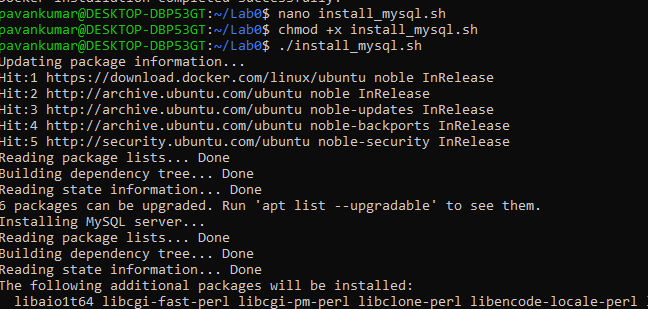 Docker installation completed successfully.
pavankumar@DESKTOP-DBP53GT:~/Lab0$ nano install_mysql.sh
pavankumar@DESKTOP-DBP53GT:~/Lab0$ chmod +x install_mysql.sh
pavankumar@DESKTOP-DBP53GT:~/Lab0$ ./install_mysql.sh
Updating package information...
Hit:1 https://download.docker.com/linux/ubuntu noble InRelease
Hit:2 http://archive.ubuntu.com/ubuntu noble InRelease
Hit:3 http://archive.ubuntu.com/ubuntu noble-updates InRelease
Hit:4 http://archive.ubuntu.com/ubuntu noble-backports InRelease
Hit:5 http://security.ubuntu.com/ubuntu noble-security InRelease
Reading package lists... Done
Building dependency tree... Done
Reading state information... Done
6 packages can be upgraded. Run 'apt list --upgradable' to see them.
Installing MySQL server...
Reading package lists... Done
Building dependency tree... Done
Reading state information... Done
The following additional packages will be installed:
libaio1t64 libcgi-fast-perl libcgi-pm-perl libclone-perl libencode-locale-perl